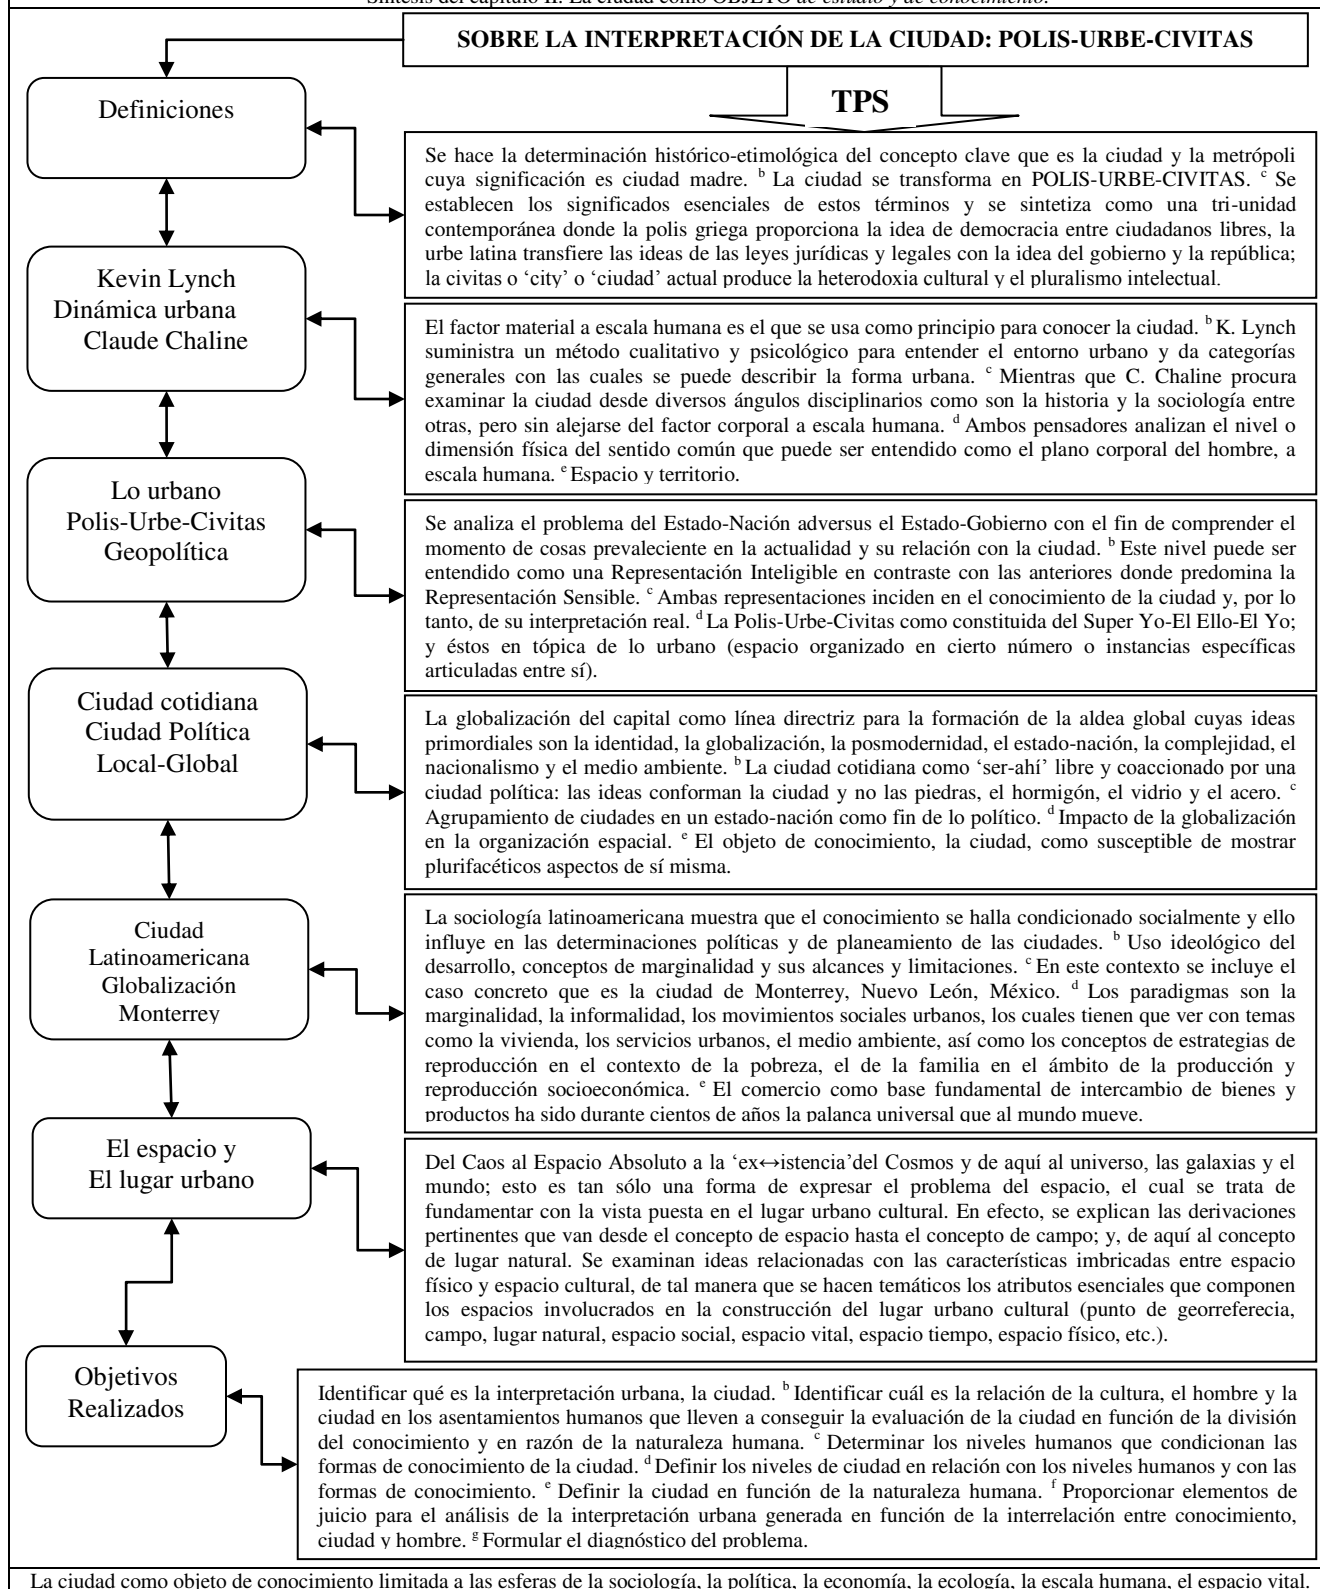 Síntesis del capítulo II. La ciudad como OBJETO de estudio y de conocimiento.
SOBRE LA INTERPRETACIÓN DE LA CIUDAD: POLIS-URBE-CIVITAS
TPS
Definiciones
Se hace la determinación histórico-etimológica del concepto clave que es la ciudad y la metrópoli
cuya significación es ciudad madre. b La ciudad se transforma en POLIS-URBE-CIVITAS. c Se
establecen los significados esenciales de estos términos y se sintetiza como una tri-unidad
contemporánea donde la polis griega proporciona la idea de democracia entre ciudadanos libres, la
urbe latina transfiere las ideas de las leyes jurídicas y legales con la idea del gobierno y la república;
la civitas o ‘city’ o ‘ciudad’ actual produce la heterodoxia cultural y el pluralismo intelectual.
Kevin Lynch
Dinámica urbana
Claude Chaline
El factor material a escala humana es el que se usa como principio para conocer la ciudad. b K. Lynch
suministra un método cualitativo y psicológico para entender el entorno urbano y da categorías
generales con las cuales se puede describir la forma urbana. c Mientras que C. Chaline procura
examinar la ciudad desde diversos ángulos disciplinarios como son la historia y la sociología entre
otras, pero sin alejarse del factor corporal a escala humana. d Ambos pensadores analizan el nivel o
dimensión física del sentido común que puede ser entendido como el plano corporal del hombre, a
escala humana. e Espacio y territorio.
Lo urbano
Polis-Urbe-Civitas
Geopolítica
Se analiza el problema del Estado-Nación adversus el Estado-Gobierno con el fin de comprender el
momento de cosas prevaleciente en la actualidad y su relación con la ciudad. b Este nivel puede ser
entendido como una Representación Inteligible en contraste con las anteriores donde predomina la
Representación Sensible. c Ambas representaciones inciden en el conocimiento de la ciudad y, por lo
tanto, de su interpretación real. d La Polis-Urbe-Civitas como constituida del Super Yo-El Ello-El Yo;
y éstos en tópica de lo urbano (espacio organizado en cierto número o instancias específicas
articuladas entre sí).
Ciudad cotidiana
Ciudad Política
Local-Global
La globalización del capital como línea directriz para la formación de la aldea global cuyas ideas
primordiales son la identidad, la globalización, la posmodernidad, el estado-nación, la complejidad, el
nacionalismo y el medio ambiente. b La ciudad cotidiana como ‘ser-ahí’ libre y coaccionado por una
ciudad política: las ideas conforman la ciudad y no las piedras, el hormigón, el vidrio y el acero. c
Agrupamiento de ciudades en un estado-nación como fin de lo político. d Impacto de la globalización
en la organización espacial. e El objeto de conocimiento, la ciudad, como susceptible de mostrar
plurifacéticos aspectos de sí misma.
Ciudad
Latinoamericana
Globalización
Monterrey
La sociología latinoamericana muestra que el conocimiento se halla condicionado socialmente y ello
influye en las determinaciones políticas y de planeamiento de las ciudades. b Uso ideológico del
desarrollo, conceptos de marginalidad y sus alcances y limitaciones. c En este contexto se incluye el
caso concreto que es la ciudad de Monterrey, Nuevo León, México. d Los paradigmas son la
marginalidad, la informalidad, los movimientos sociales urbanos, los cuales tienen que ver con temas
como la vivienda, los servicios urbanos, el medio ambiente, así como los conceptos de estrategias de
reproducción en el contexto de la pobreza, el de la familia en el ámbito de la producción y
reproducción socioeconómica. e El comercio como base fundamental de intercambio de bienes y
productos ha sido durante cientos de años la palanca universal que al mundo mueve.
El espacio y
El lugar urbano
Del Caos al Espacio Absoluto a la ‘ex↔istencia’del Cosmos y de aquí al universo, las galaxias y el
mundo; esto es tan sólo una forma de expresar el problema del espacio, el cual se trata de
fundamentar con la vista puesta en el lugar urbano cultural. En efecto, se explican las derivaciones
pertinentes que van desde el concepto de espacio hasta el concepto de campo; y, de aquí al concepto
de lugar natural. Se examinan ideas relacionadas con las características imbricadas entre espacio
físico y espacio cultural, de tal manera que se hacen temáticos los atributos esenciales que componen
los espacios involucrados en la construcción del lugar urbano cultural (punto de georreferecia,
campo, lugar natural, espacio social, espacio vital, espacio tiempo, espacio físico, etc.).
Objetivos
Realizados
Identificar qué es la interpretación urbana, la ciudad. b Identificar cuál es la relación de la cultura, el hombre y la
ciudad en los asentamientos humanos que lleven a conseguir la evaluación de la ciudad en función de la división
del conocimiento y en razón de la naturaleza humana. c Determinar los niveles humanos que condicionan las
formas de conocimiento de la ciudad. d Definir los niveles de ciudad en relación con los niveles humanos y con las
formas de conocimiento. e Definir la ciudad en función de la naturaleza humana. f Proporcionar elementos de
juicio para el análisis de la interpretación urbana generada en función de la interrelación entre conocimiento,
ciudad y hombre. g Formular el diagnóstico del problema.
La ciudad como objeto de conocimiento limitada a las esferas de la sociología, la política, la economía, la ecología, la escala humana, el espacio vital.